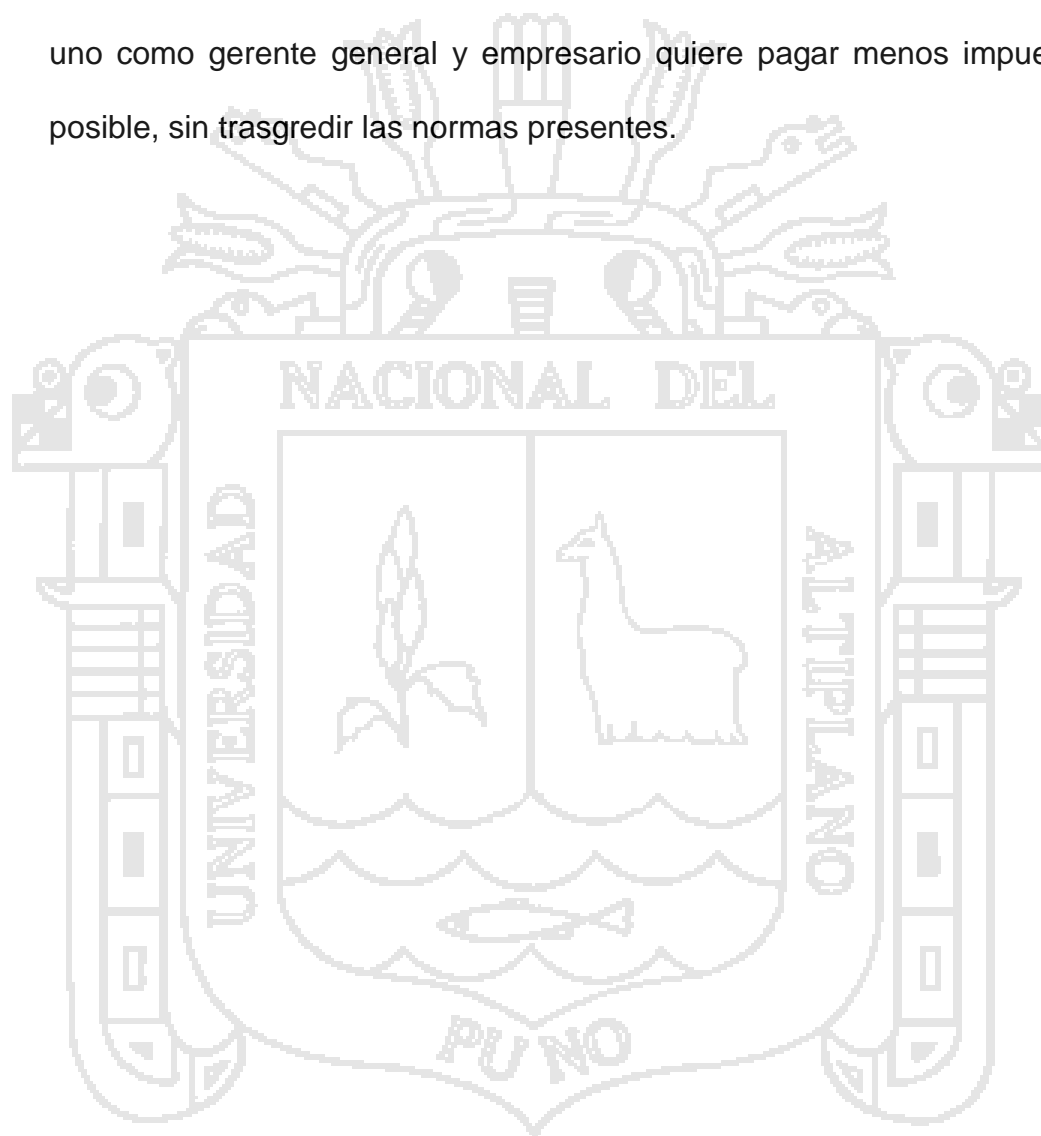 uno como gerente general y empresario quiere pagar menos impue
posible, sin trasgredir las normas presentes.
NACIONAL DEL
UNIVERSIDAD
ALTIPLANO
PUNO